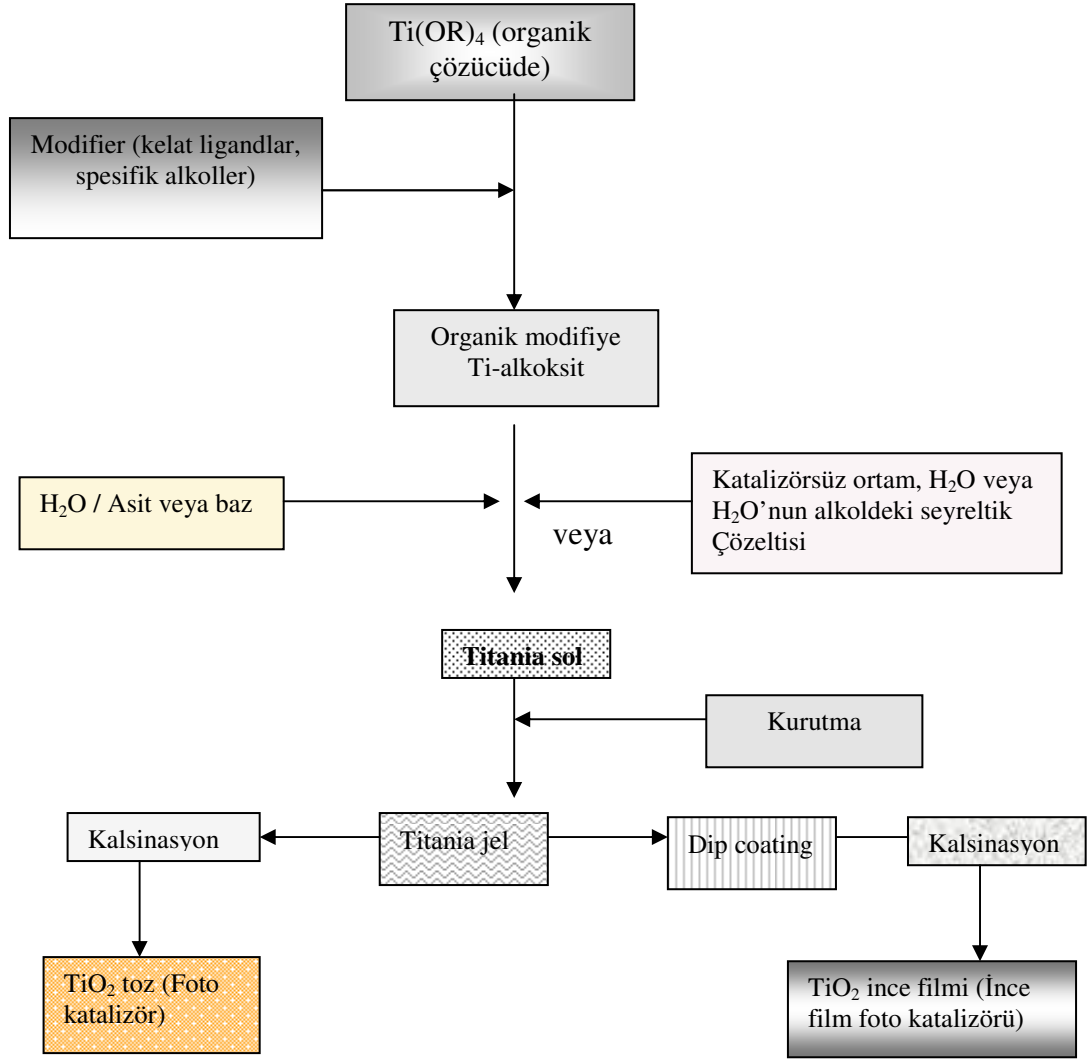 Ti(OR)₄ (organik
çözücüde)
Modifier (kelat ligandlar,
spesifik alkoller)
Organik modifiye
Ti-alkoksit
H₂O / Asit veya baz
Katalizörsüz ortam, H₂O veya
H₂O’nun alkoldeki seyreltik
Çözeltisi
veya
Titania sol
Kurutma
Kalsinasyon
Titania jel
Dip coating
Kalsinasyon
TiO₂ toz (Foto
katalizör)
TiO₂ ince filmi (İnce
film foto katalizörü)